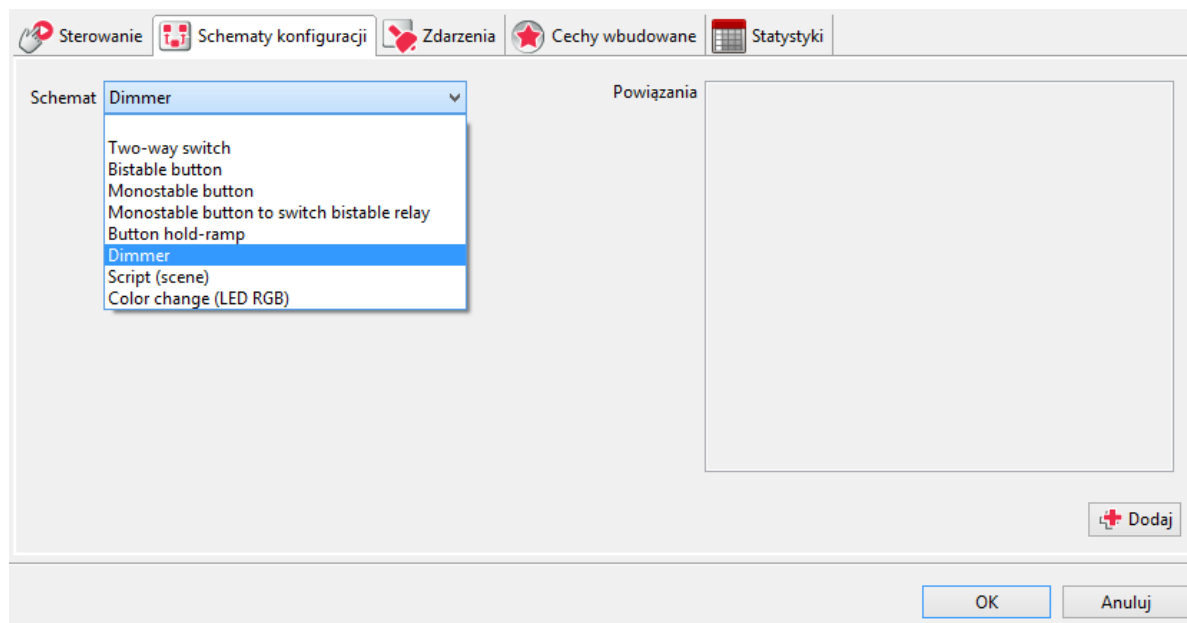 Sterowanie Schematy konfiguracji Zdarzenia Cechy wbudowane Statystyki
Schemat Dimmer Powiązania
Two-way switch
Bistable button
Monostable button
Monostable button to switch bistable relay
Button hold-ramp
Dimmer
Script (scene)
Color change (LED RGB)
Dodaj
OK Anuluj